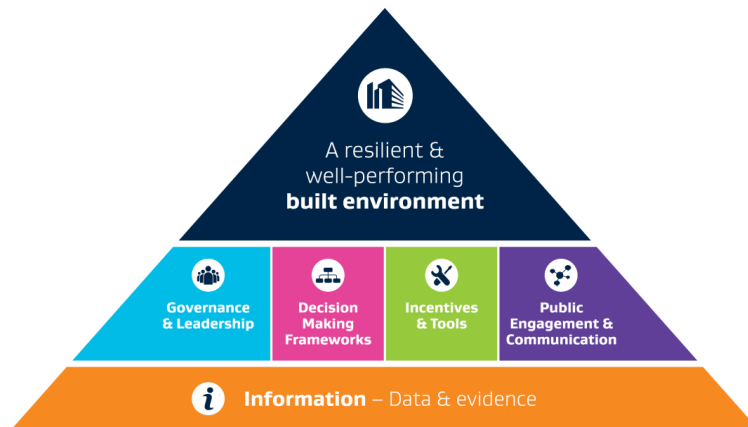 A resilient &
well-performing
built environment
Governance
& Leadership
Decision
Making
Frameworks
Incentives
& Tools
Public
Engagement &
Communication
i Information – Data & evidence